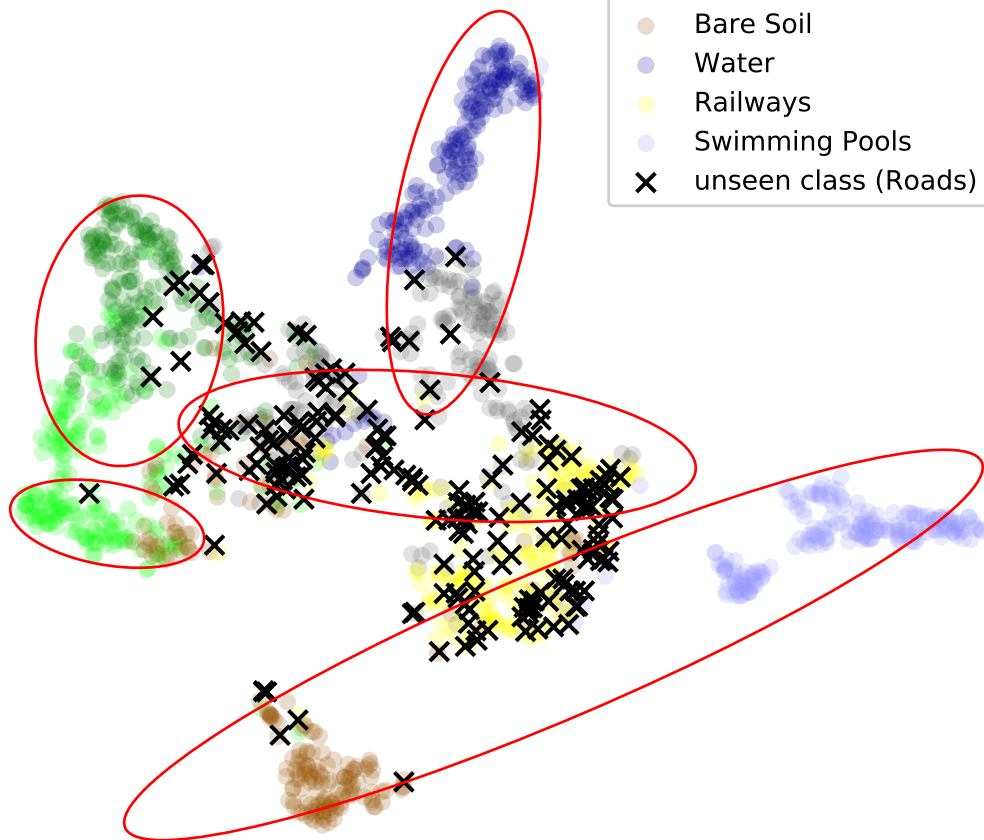 Bare Soil
Water
Railways
Swimming Pools
unseen class (Roads)